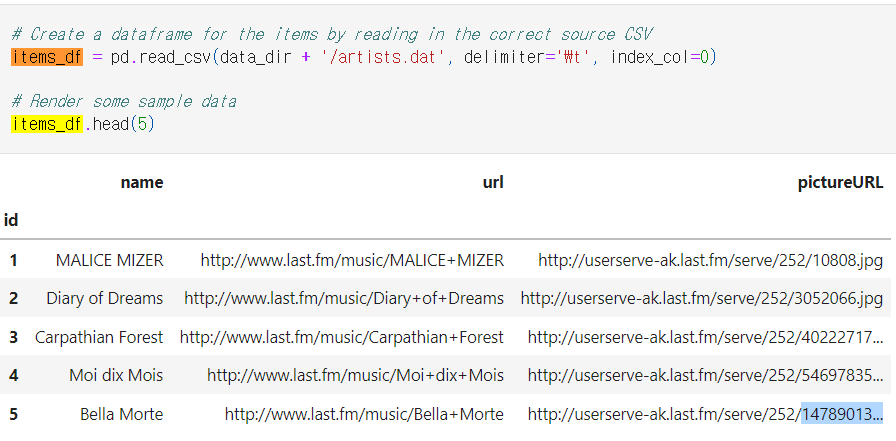 # Create a dataframe for the items by reading in the correct source CSV
items_df = pd.read_csv(data_dir + '/artists.dat', delimiter='₩t', index_col=0)
# Render some sample data
items_df.head(5)
name url pictureURL
id
1 MALICE MIZER http://www.last.fm/music/MALICE+MIZER http://userserve-ak.last.fm/serve/252/10808.jpg
2 Diary of Dreams http://www.last.fm/music/Diary+of+Dreams http://userserve-ak.last.fm/serve/252/3052066.jpg
3 Carpathian Forest http://www.last.fm/music/Carpathian+Forest http://userserve-ak.last.fm/serve/252/40222717...
4 Moi dix Mois http://www.last.fm/music/Moi+dix+Mois http://userserve-ak.last.fm/serve/252/54697835...
5 Bella Morte http://www.last.fm/music/Bella+Morte http://userserve-ak.last.fm/serve/252/14789013...